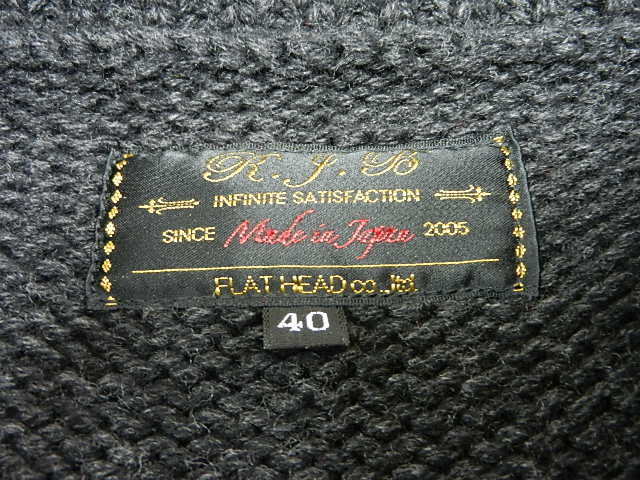 R.J.B
INFINITE SATISFACTION
SINCE Made in Japan 2005
FLAT HEAD co.,ltd.
40